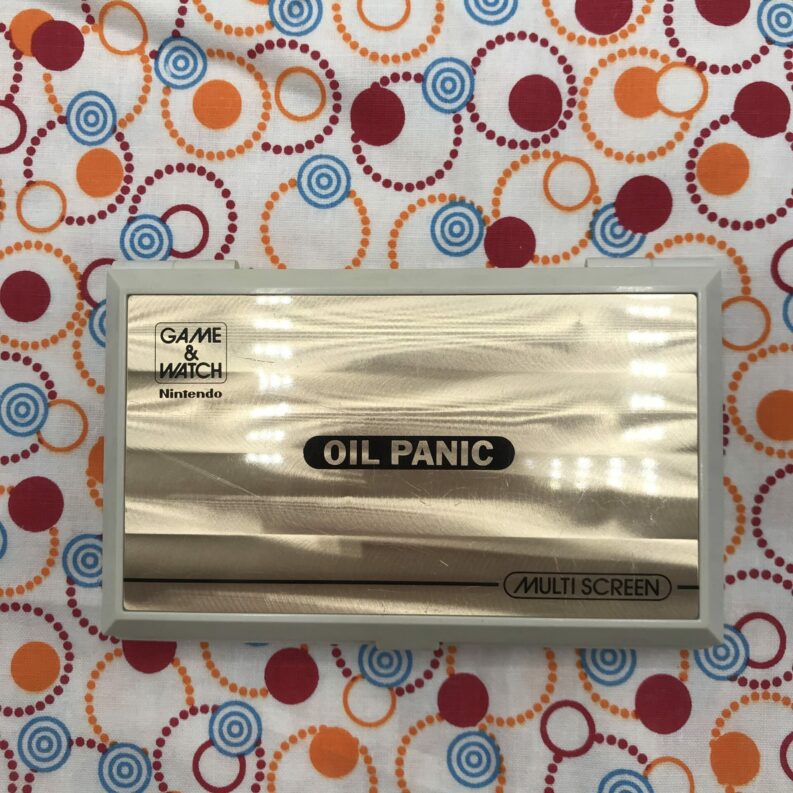 GAME
&
WATCH
Nintendo
OIL PANIC
MULTI SCREEN